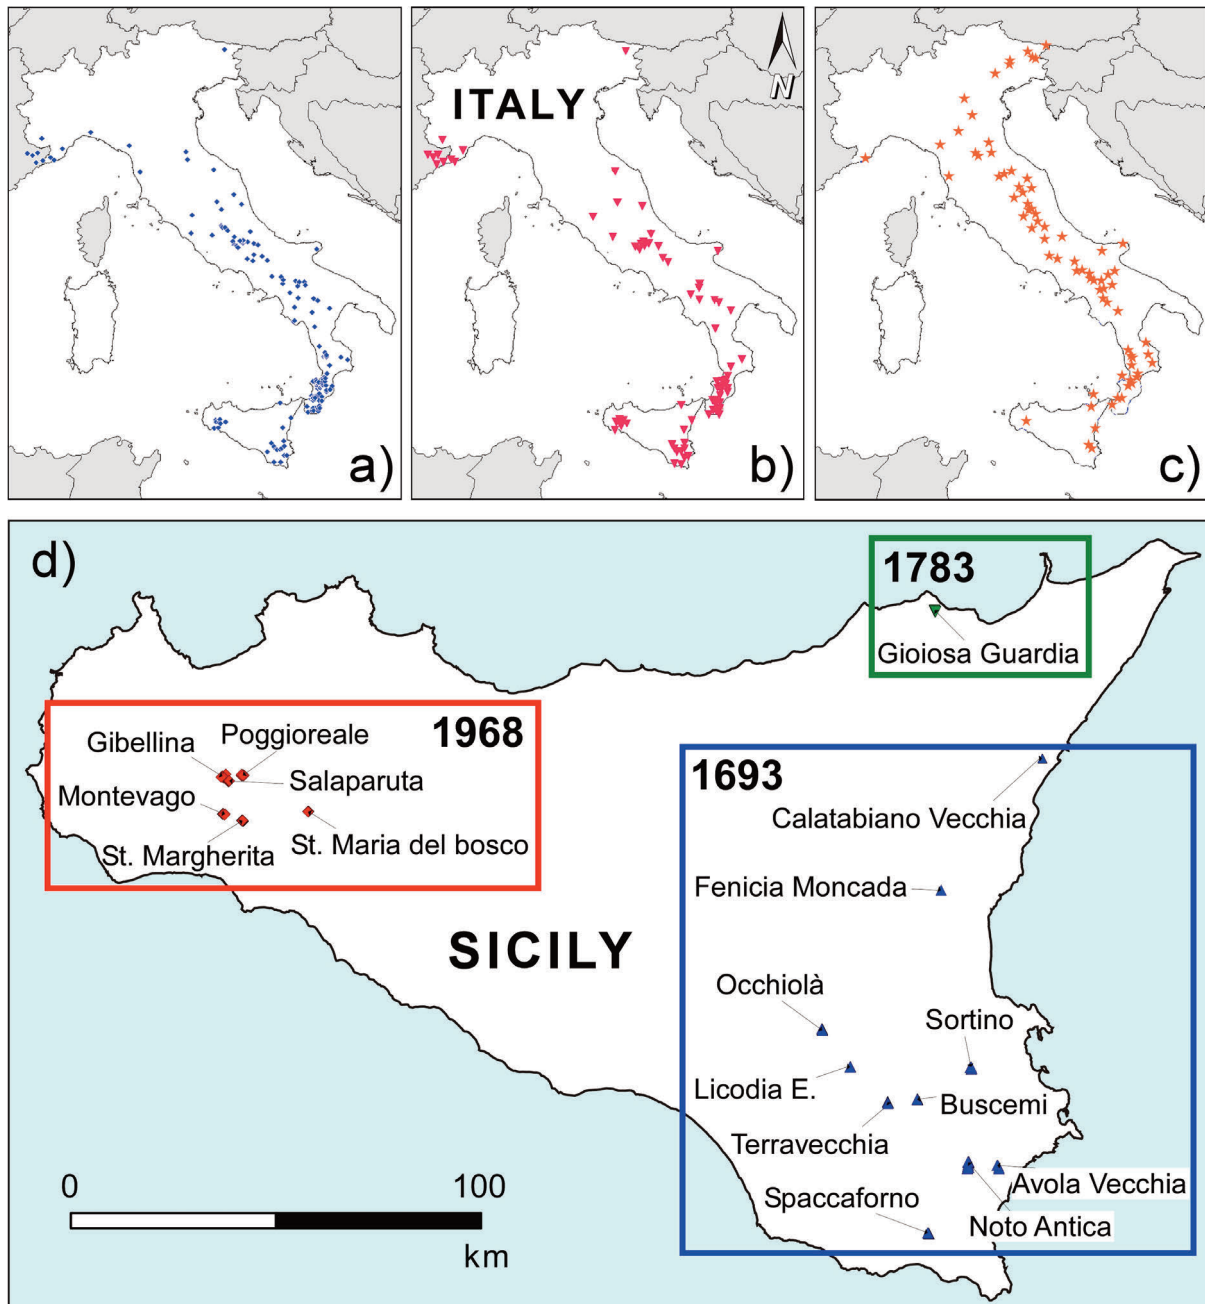 ITALY
N
a)
b)
c)
d)
1783
Gioiosa Guardia
1968
Gibellina
Poggioreale
Salaparuta
Montevago
St. Margherita
St. Maria del bosco
1693
Calatabiano Vecchia
Fenicia Moncada
SICILY
Occhiolà
Sortino
Licodia E.
Buscemi
Terravecchia
Avola Vecchia
Spaccaforno
Noto Antica
0 100
km